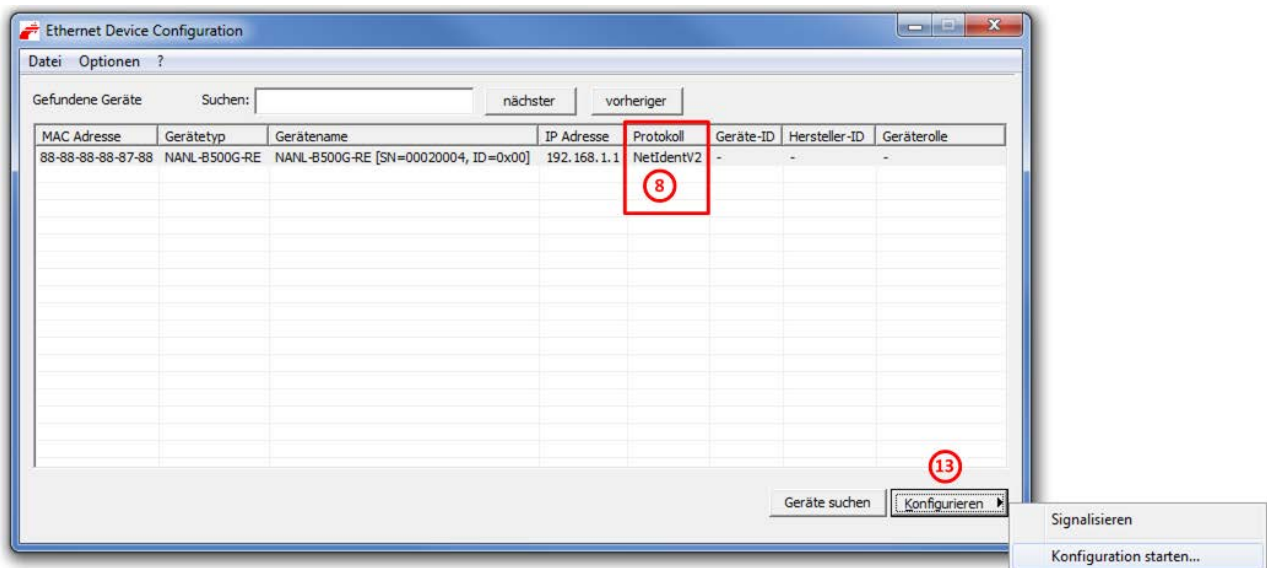 Ethernet Device Configuration
Datei Optionen ?
Gefundene Geräte Suchen: nächster vorheriger
MAC Adresse Gerätetyp Gerätename IP Adresse Protokoll Geräte-ID Hersteller-ID Geräterolle
88-88-88-88-87-88 NANL-B500G-RE NANL-B500G-RE [SN=00020004, ID=0x00] 192.168.1.1 NetIdentV2 - - -
8
13
Geräte suchen Konfigurieren
Signalisieren
Konfiguration starten...